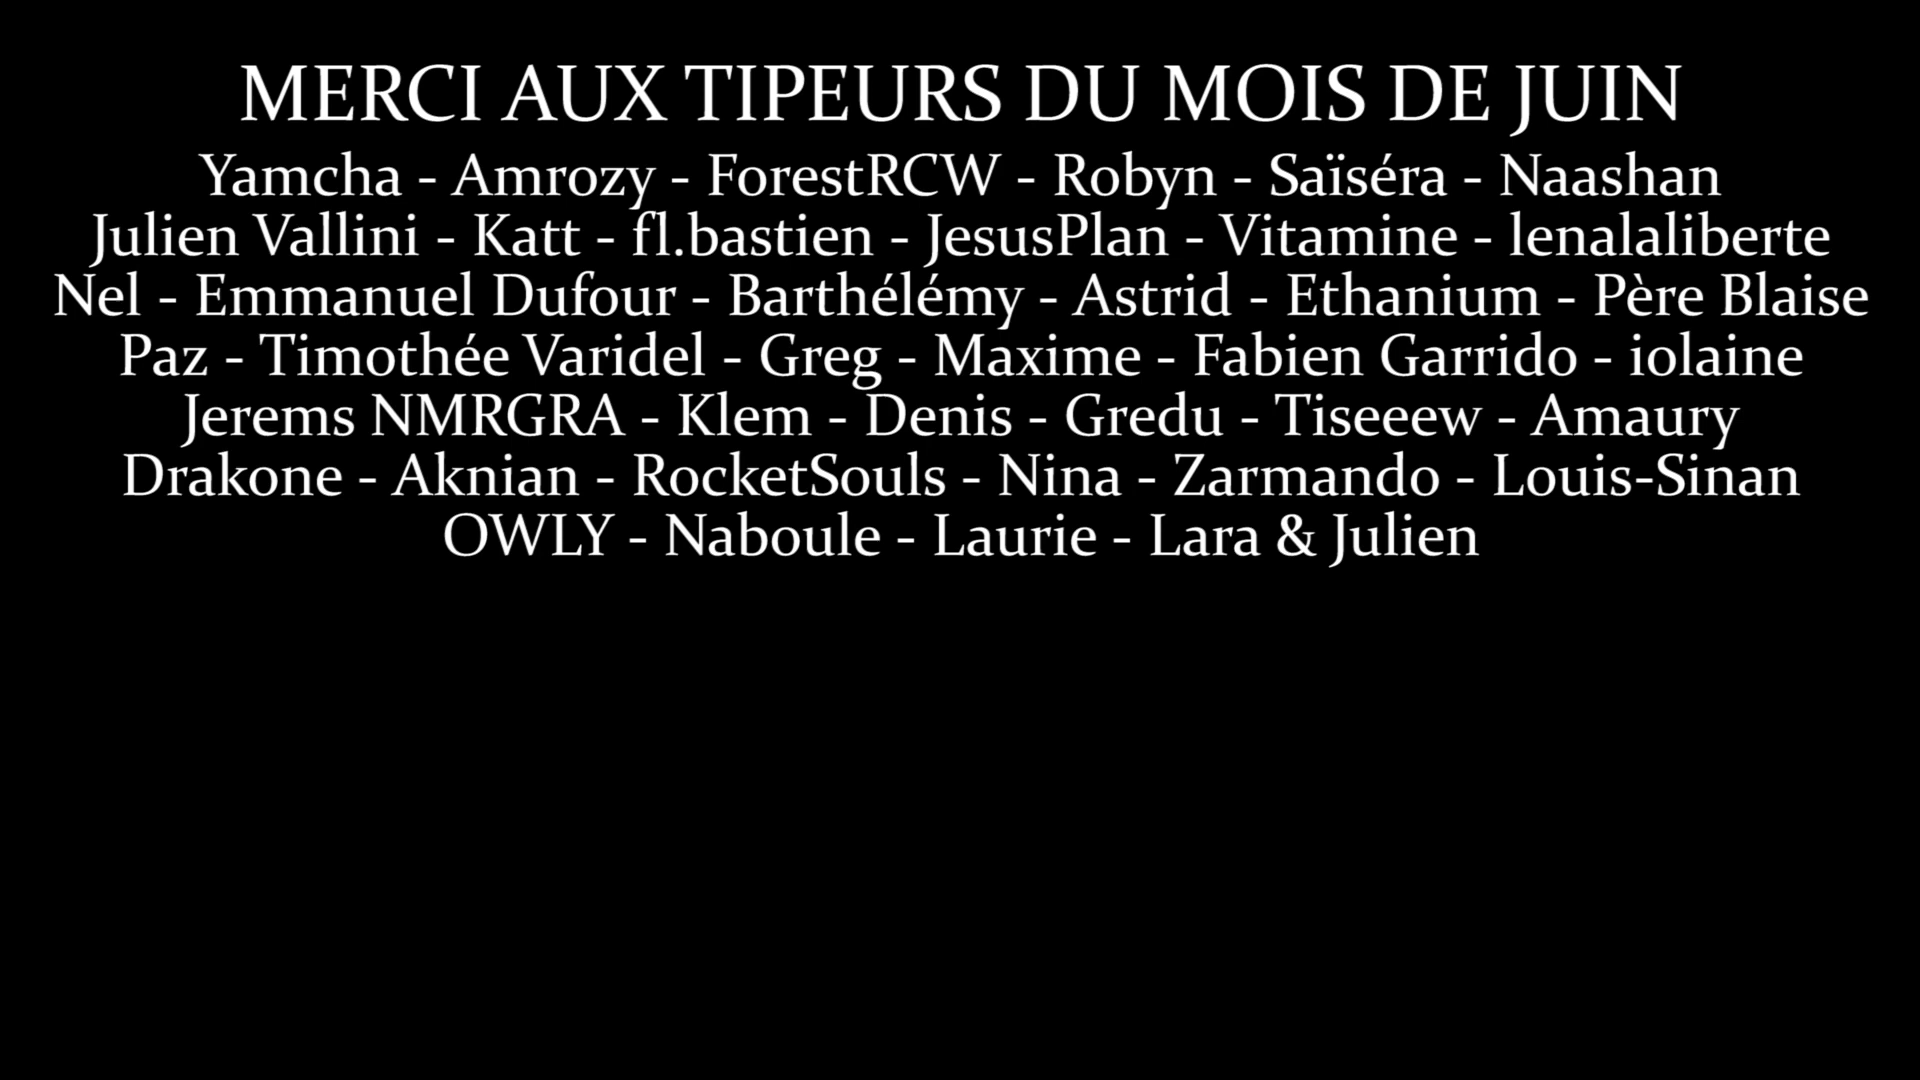 MERCI AUX TIPEURS DU MOIS DE JUIN
Yamcha - Amrozy - ForestRCW - Robyn - Saïséra - Naashan
Julien Vallini - Katt - fl.bastien - JesusPlan - Vitamine - lenalaliberte
Nel - Emmanuel Dufour - Barthélémy - Astrid - Ethanium - Père Blaise
Paz - Timothée Varidel - Greg - Maxime - Fabien Garrido - iolaine
Jerems NMRGRA - Klem - Denis - Gredu - Tiseeew - Amaury
Drakone - Aknian - RocketSouls - Nina - Zarmando - Louis-Sinan
OWLY - Naboule - Laurie - Lara & Julien